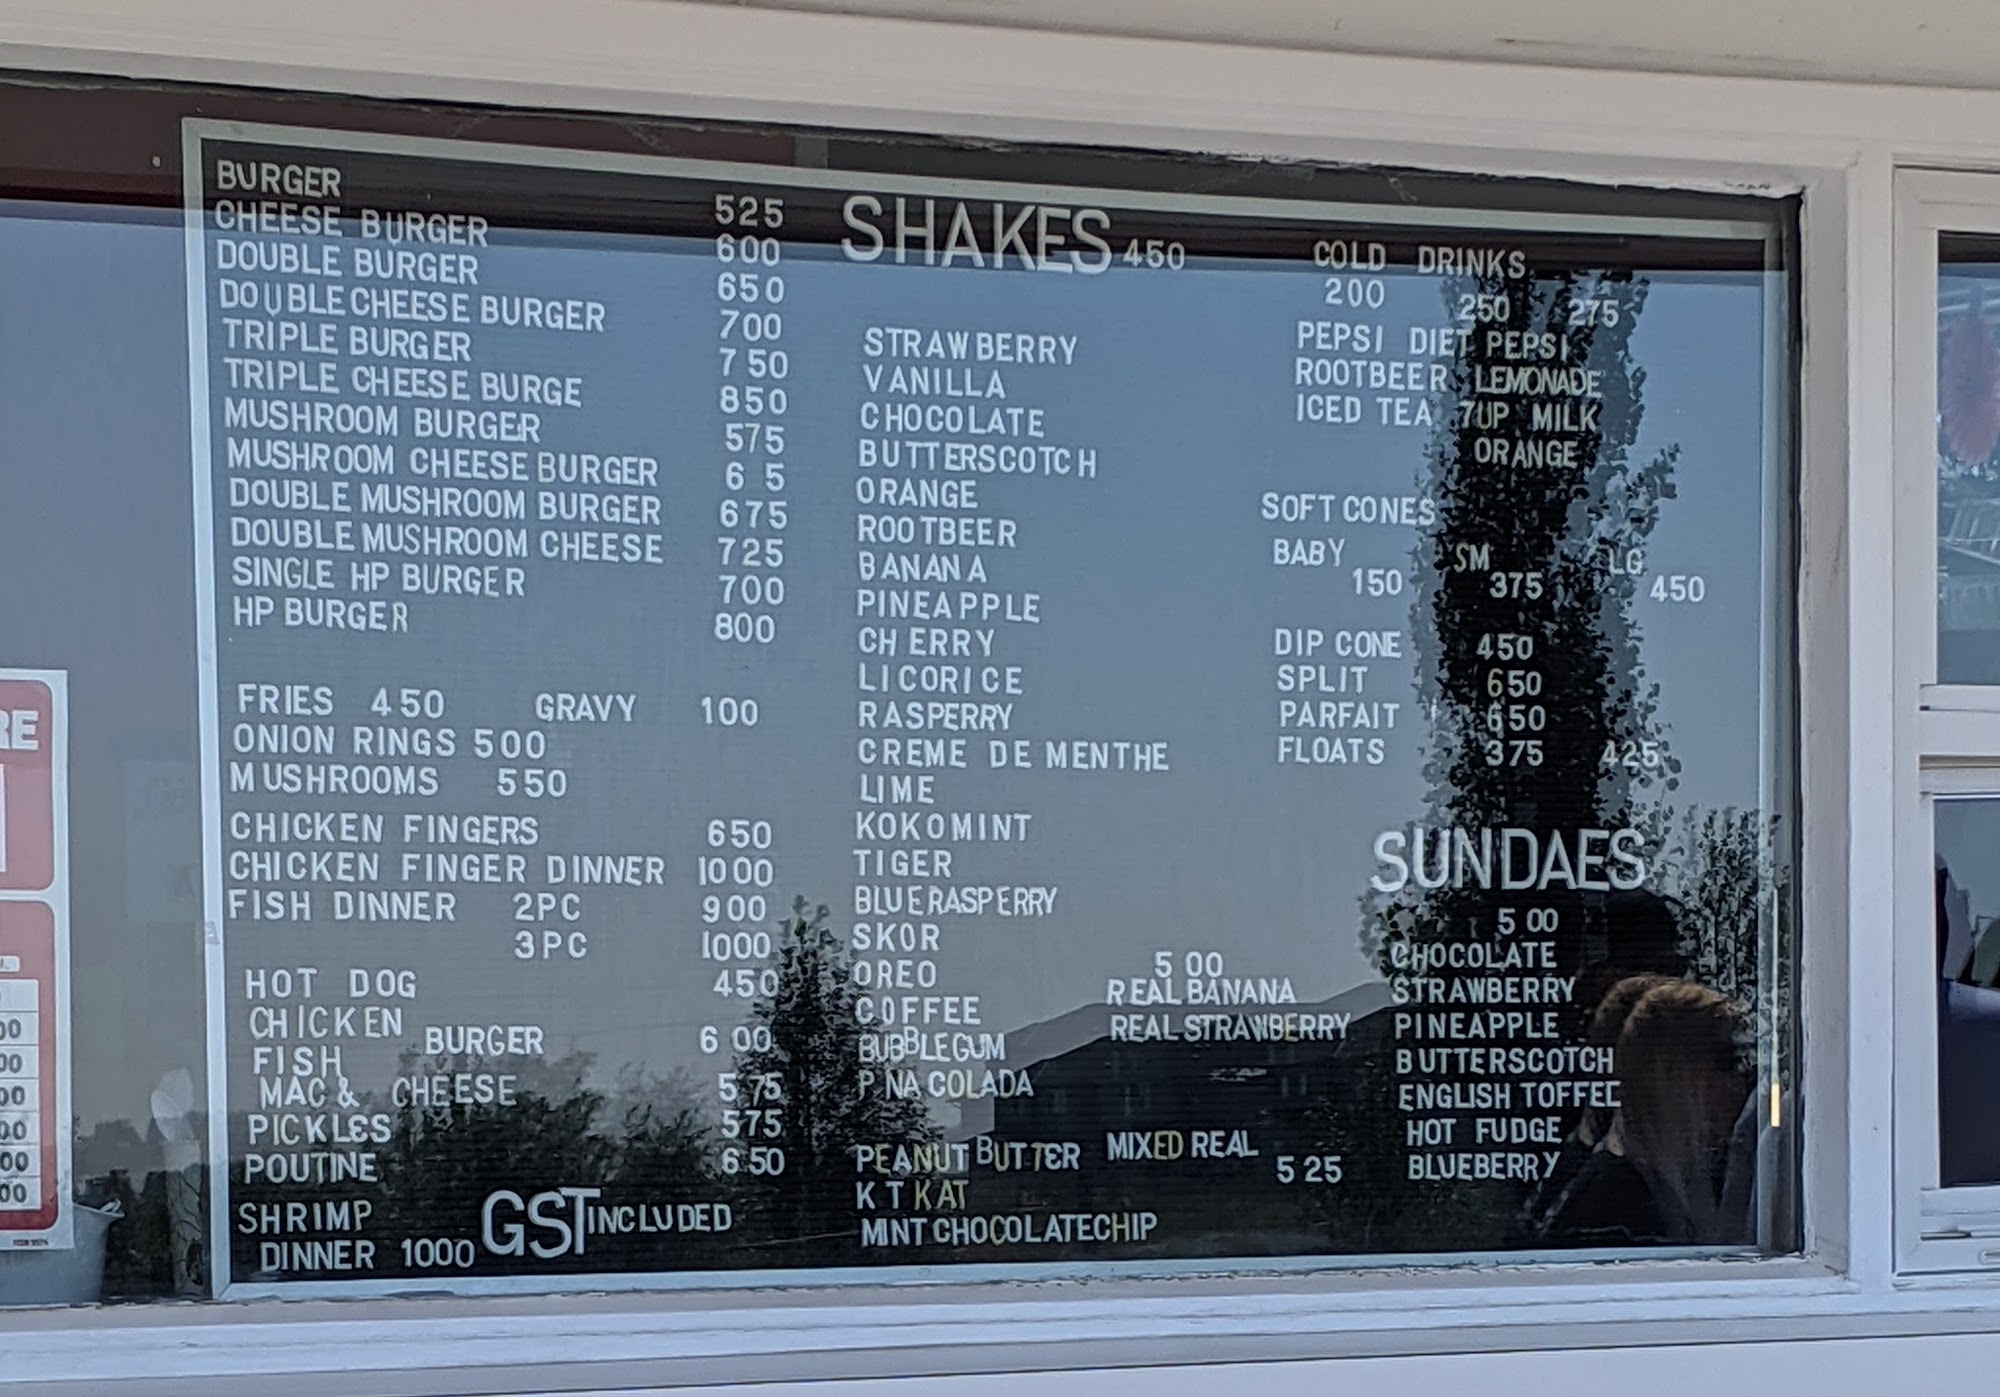 BURGER 525
CHEESE BURGER 600
DOUBLE BURGER 650
DOUBLE CHEESE BURGER 700
TRIPLE BURGER 750
TRIPLE CHEESE BURGE 850
MUSHROOM BURGER 575
MUSHROOM CHEESE BURGER 6 5
DOUBLE MUSHROOM BURGER 675
DOUBLE MUSHROOM CHEESE 725
SINGLE HP BURGER 700
HP BURGER 800
FRIES 450 GRAVY 100
ONION RINGS 500
MUSHROOMS 550
CHICKEN FINGERS 650
CHICKEN FINGER DINNER 1000
FISH DINNER 2PC 900
3PC 1000
HOT DOG 450
CHICKEN
BURGER 600
FISH
MAC & CHEESE 575
PICKLES 575
POUTINE 650
SHRIMP
DINNER 1000
GST INCLUDED
SHAKES 450
STRAWBERRY
VANILLA
CHOCOLATE
BUTTERSCOTCH
ORANGE
ROOTBEER
BANANA
PINEAPPLE
CHERRY
LICORICE
RASPERRY
CREME DE MENTHE
LIME
KOKOMINT
TIGER
BLUERASPERRY
SKOR
OREO
COFFEE
BUBBLEGUM
P NA COLADA
PEANUT BUTTER
K T KAT
MINT CHOCOLATECHIP
500
REAL BANANA
REAL STRAWBERRY
MIXED REAL
525
COLD DRINKS
200 250 275
PEPSI DIET PEPSI
ROOTBEER LEMONADE
ICED TEA 7UP MILK
ORANGE
SOFT CONES
BABY SM LG
150 375 450
DIP CONE 450
SPLIT 650
PARFAIT 650
FLOATS 375 425
SUNDAES
500
CHOCOLATE
STRAWBERRY
PINEAPPLE
BUTTERSCOTCH
ENGLISH TOFFEE
HOT FUDGE
BLUEBERRY